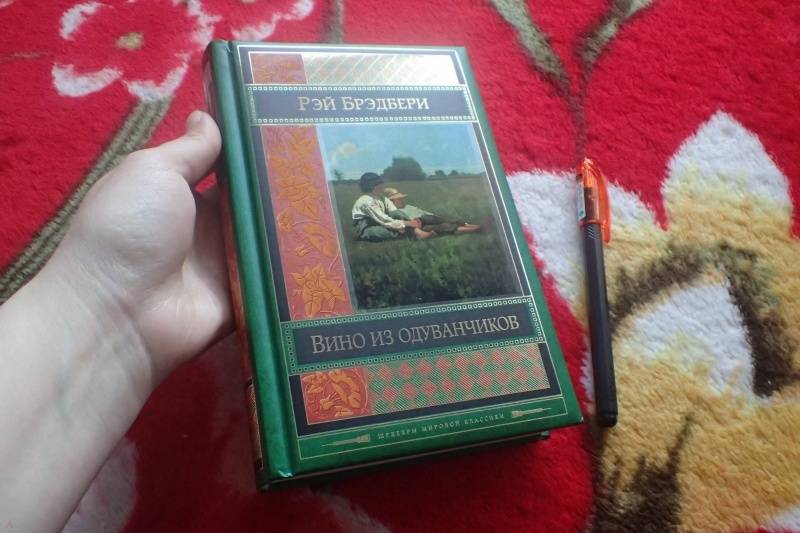 Рэй Брэдбери
Вино из одуванчиков
Шедевры мировой классики